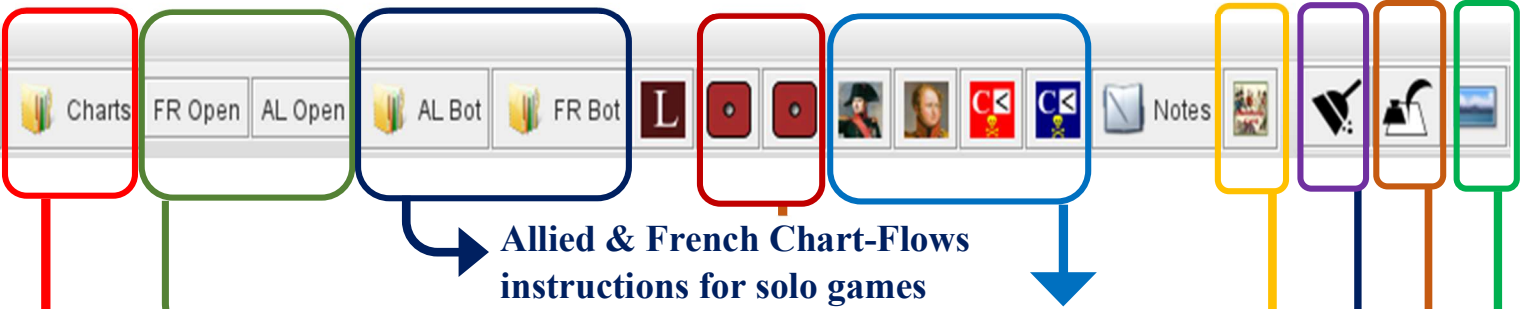 Charts FR Open AL Open AL Bot FR Bot L C< C< Notes
Allied & French Chart-Flows
instructions for solo games